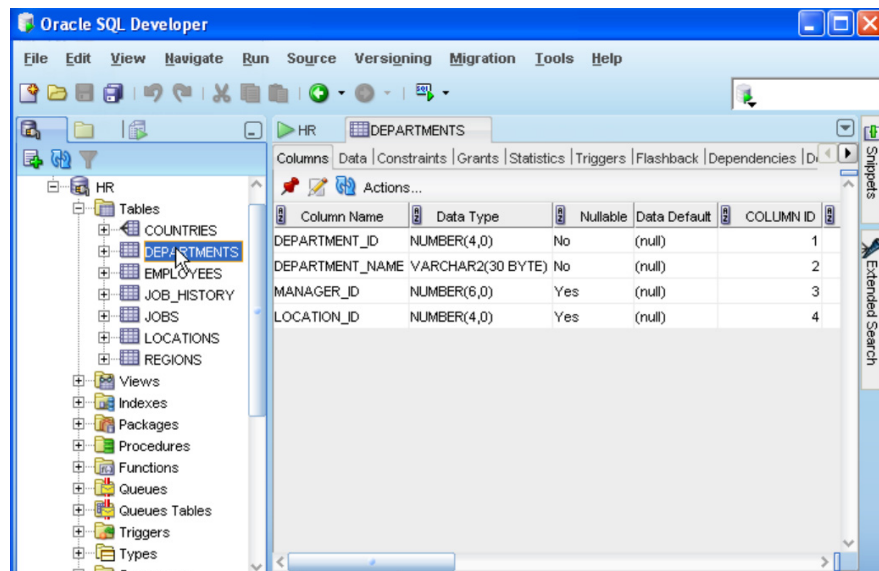 Oracle SQL Developer
File Edit View Navigate Run Source Versioning Migration Tools Help
HR DEPARTMENTS
Columns Data Constraints Grants Statistics Triggers Flashback Dependencies
Actions...
Column Name Data Type Nullable Data Default COLUMN ID
DEPARTMENT_ID NUMBER(4,0) No (null) 1
DEPARTMENT_NAME VARCHAR2(30 BYTE) No (null) 2
MANAGER_ID NUMBER(6,0) Yes (null) 3
LOCATION_ID NUMBER(4,0) Yes (null) 4
HR
Tables
COUNTRIES
DEPARTMENTS
EMPLOYEES
JOB_HISTORY
JOBS
LOCATIONS
REGIONS
Views
Indexes
Packages
Procedures
Functions
Queues
Queues Tables
Triggers
Types
Snippets
Extended Search